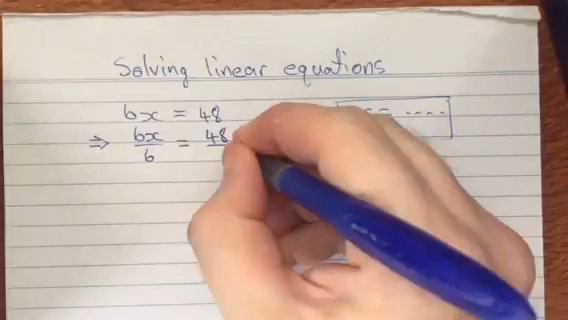 Solving linear equations
6x = 48
⇒ 6x/6 = 48